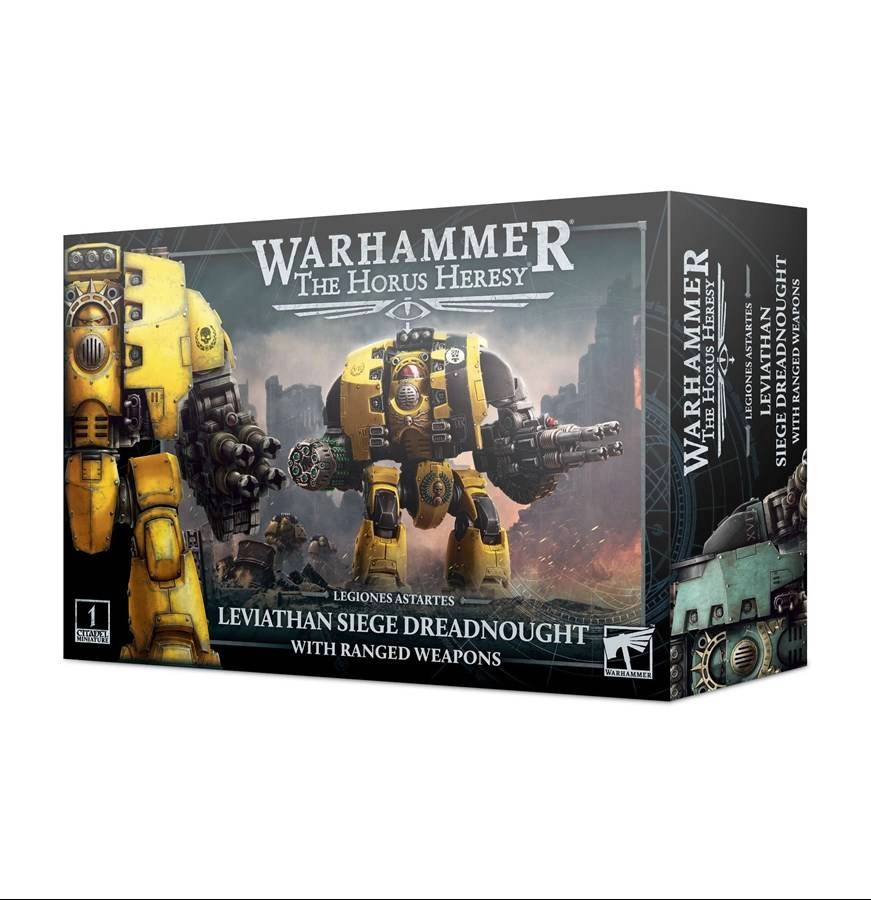 WARHAMMER®
THE HORUS HERESY
LEGIONES ASTARTES
LEVIATHAN SIEGE DREADNOUGHT
WITH RANGED WEAPONS
1
CITADEL
MINIATURE
WARHAMMER
WARHAMMER
THE HORUS HERESY
LEGIONES ASTARTES
LEVIATHAN
SIEGE DREADNOUGHT
WITH RANGED WEAPONS
XVI